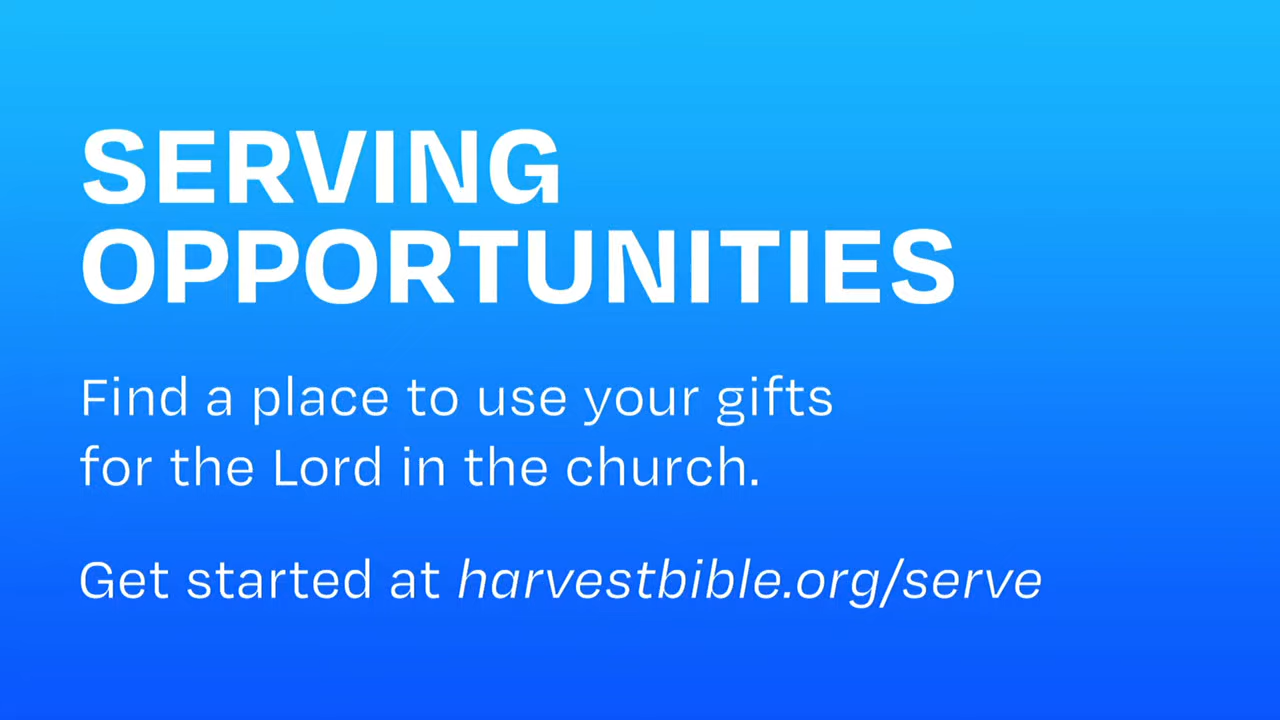 SERVING
OPPORTUNITIES
Find a place to use your gifts
for the Lord in the church.
Get started at harvestbible.org/serve